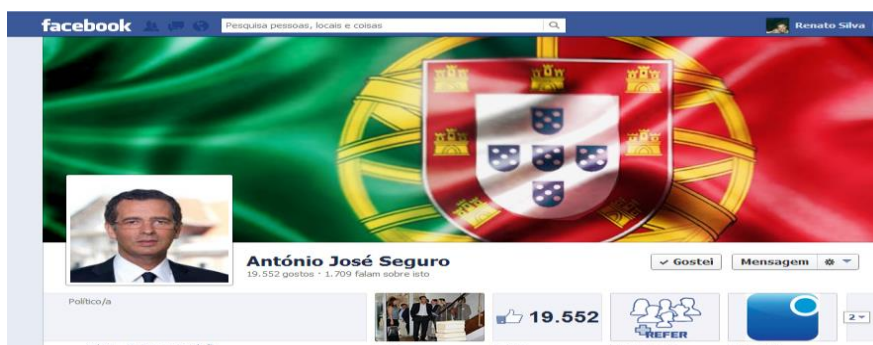 facebook Pesquisa pessoas, locais e coisas Renato Silva
António José Seguro
19.552 gostos · 1.709 falam sobre isto
Gostei Mensagem
Político/a
19.552
REFER
2